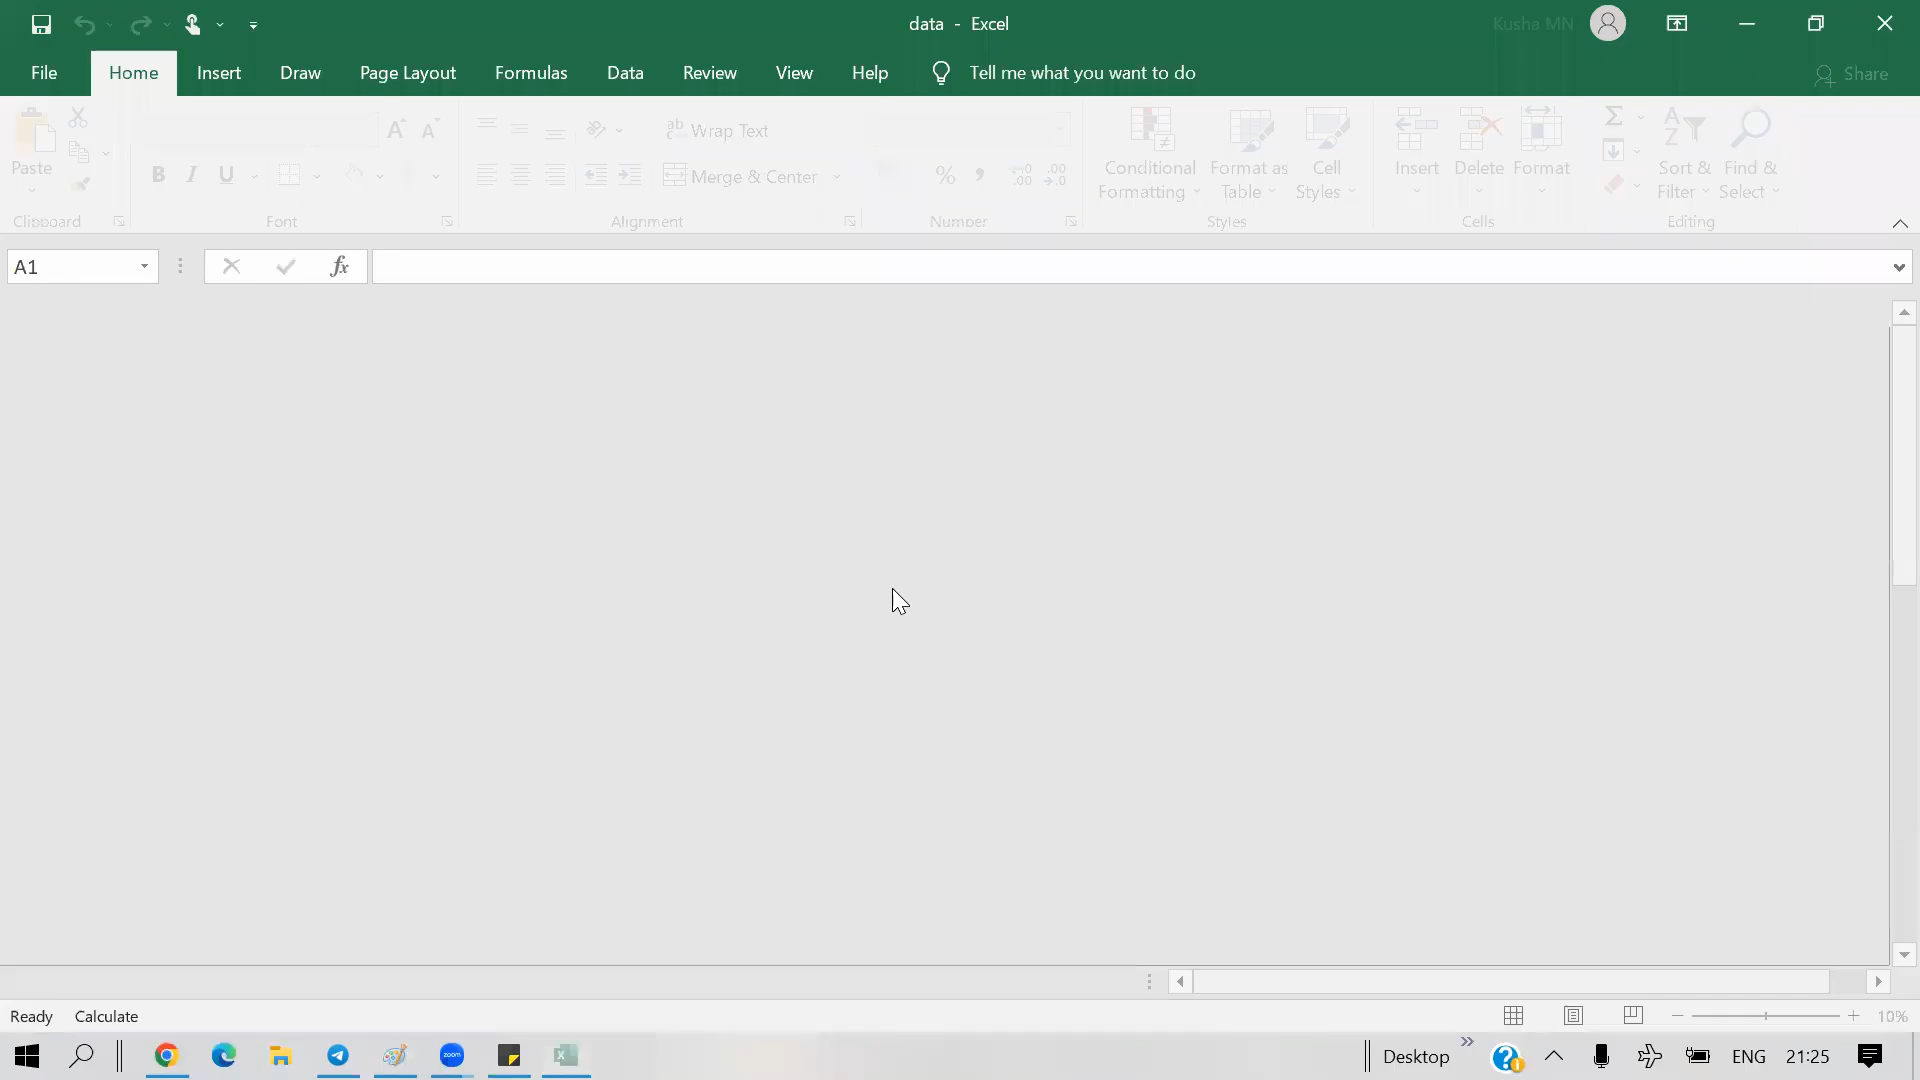 data - Excel
Kusha MN
File Home Insert Draw Page Layout Formulas Data Review View Help Tell me what you want to do
Share
Paste
Clipboard
B I U
Font
ab Wrap Text
Merge & Center
Alignment
% ,
Number
Conditional Formatting
Format as Table
Cell Styles
Styles
Insert
Delete
Format
Cells
Sort & Filter
Find & Select
Editing
A1
fx
Ready Calculate
10%
zoom
Desktop
ENG
21:25